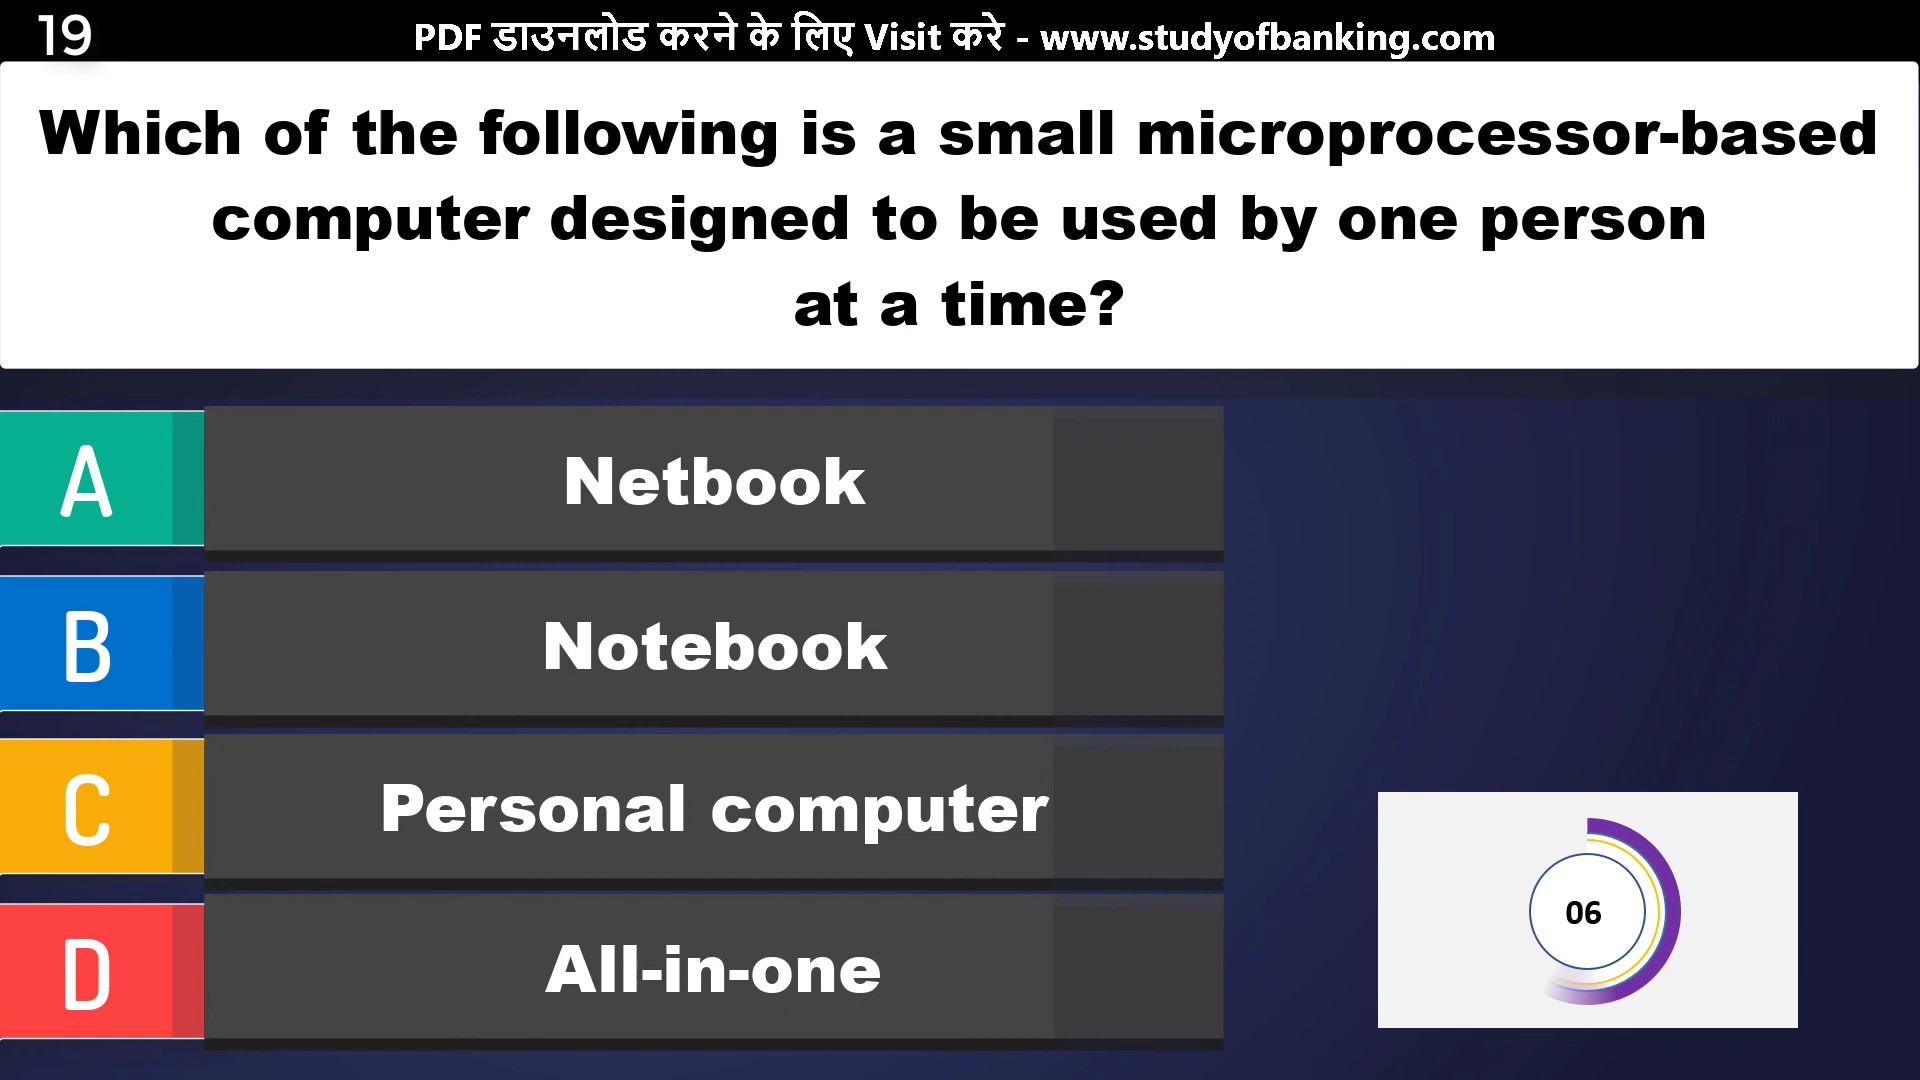 19
PDF डाउनलोड करने के लिए Visit करे - www.studyofbanking.com
Which of the following is a small microprocessor-based
computer designed to be used by one person
at a time?
A
Netbook
B
Notebook
C
Personal computer
D
All-in-one
06